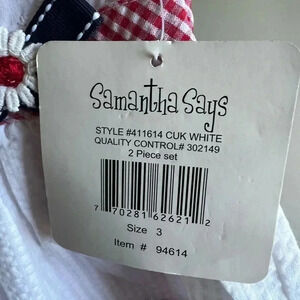 Samantha Says
STYLE #411614 CUK WHITE
QUALITY CONTROL# 302149
2 Piece set
7 70281 62621 2
Size 3
Item # 94614